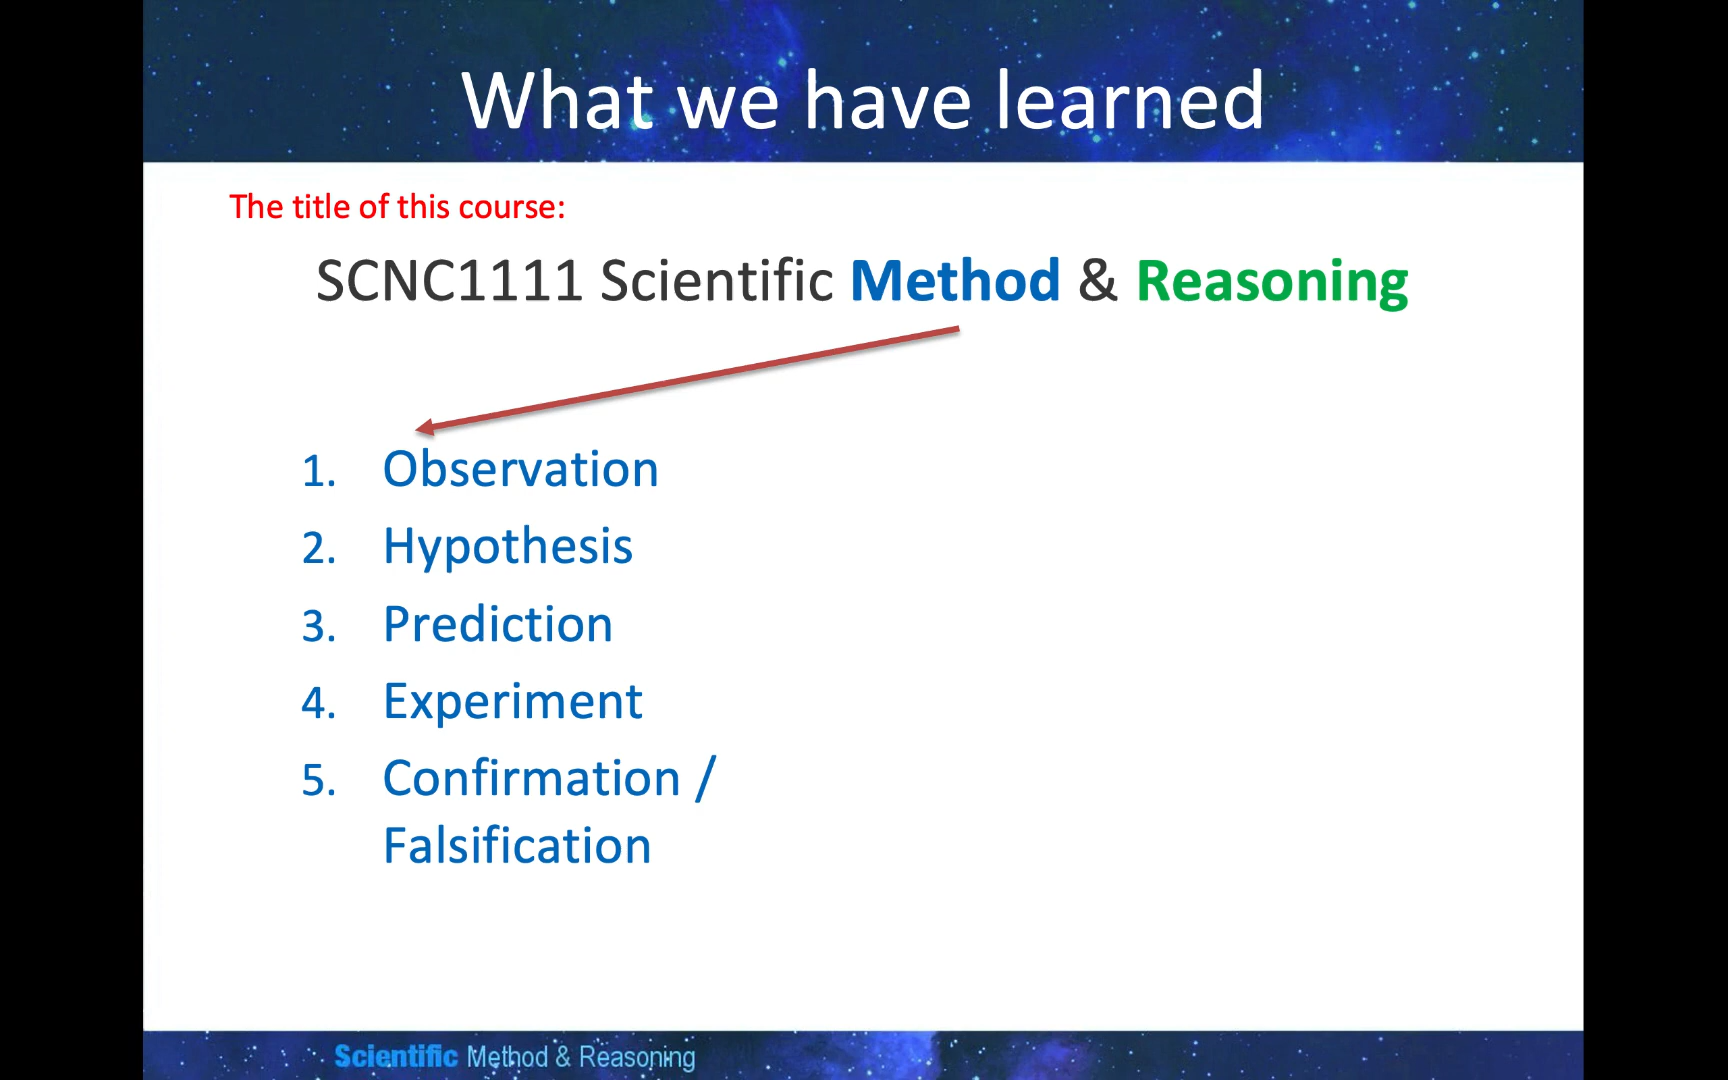 What we have learned
The title of this course:
SCNC1111 Scientific Method & Reasoning
1. Observation
2. Hypothesis
3. Prediction
4. Experiment
5. Confirmation /
Falsification
Scientific Method & Reasoning